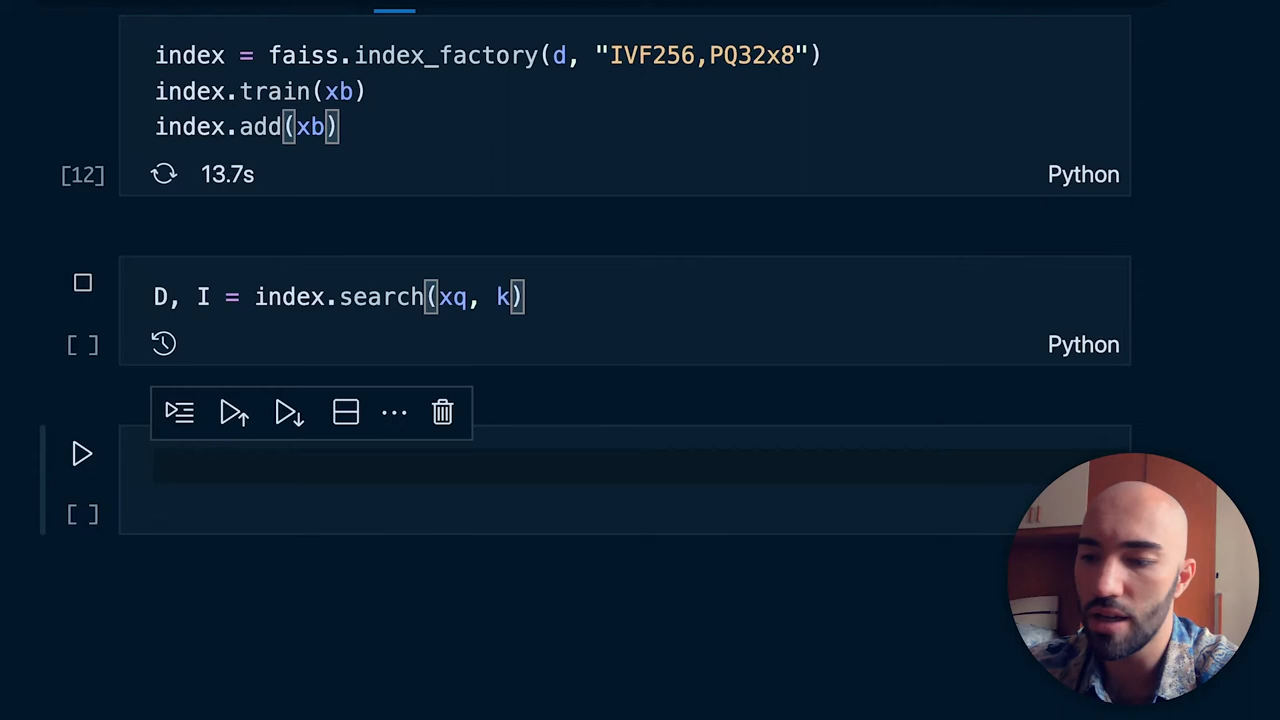 index = faiss.index_factory(d, "IVF256,PQ32x8")
index.train(xb)
index.add(xb)
[12]
13.7s
Python
D, I = index.search(xq, k)
[ ]
Python
[ ]